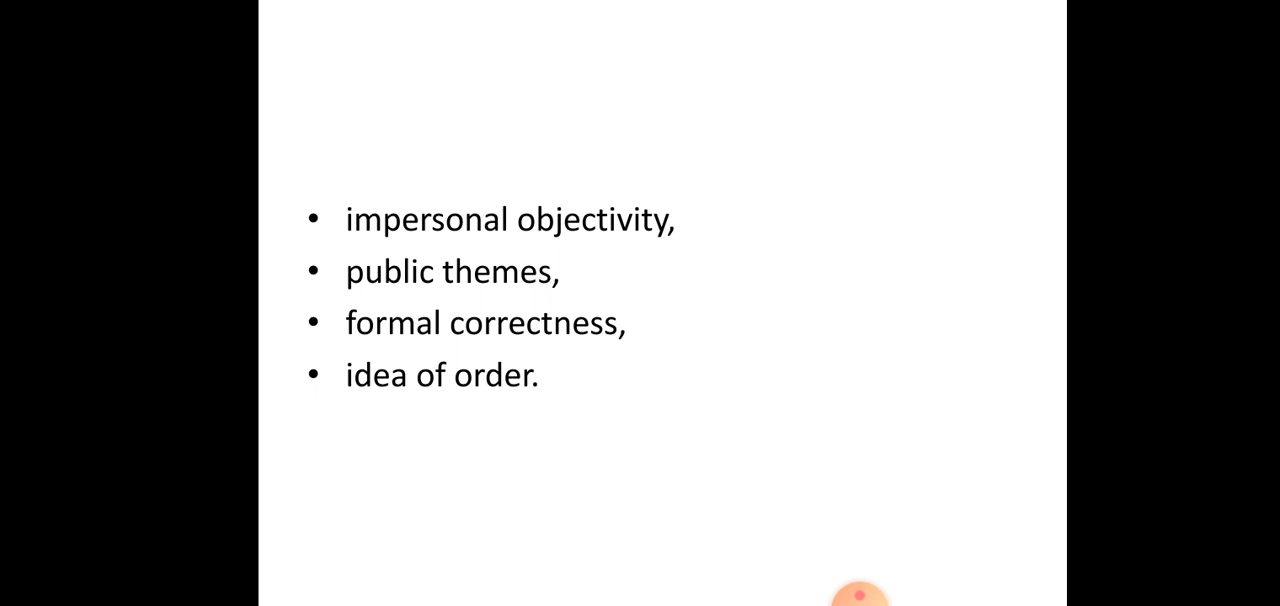 • impersonal objectivity,
• public themes,
• formal correctness,
• idea of order.